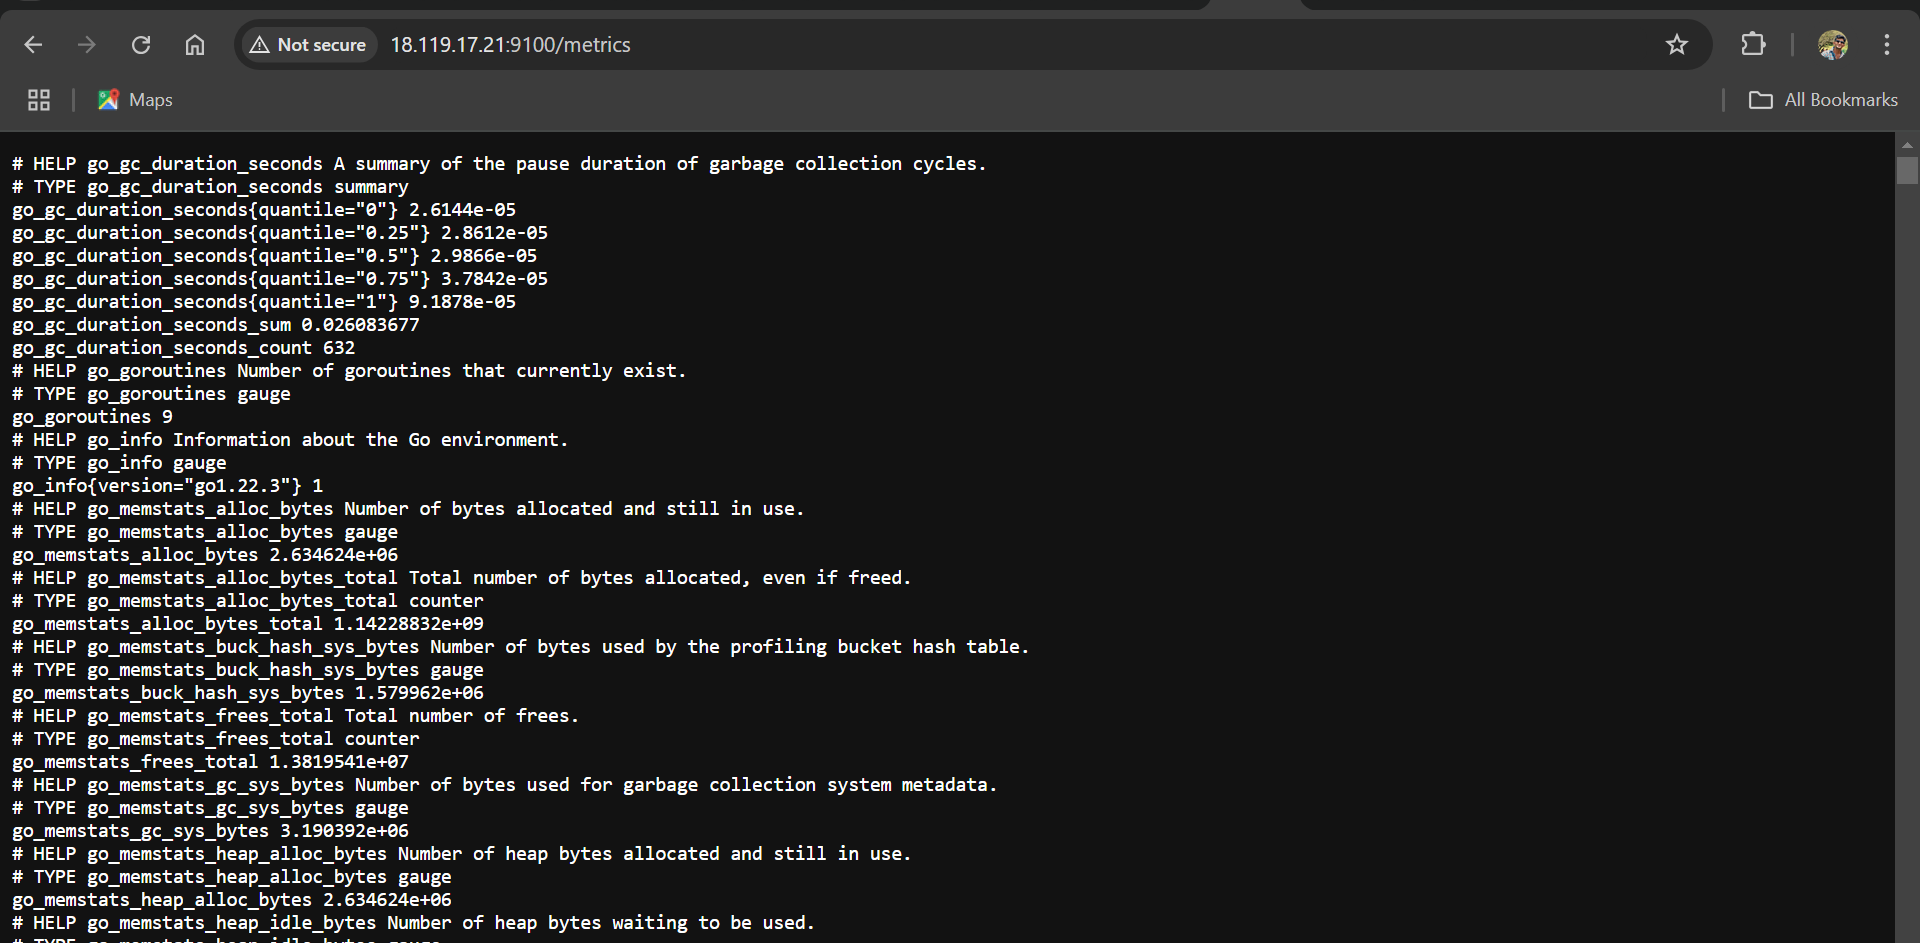 Not secure 18.119.17.21:9100/metrics
Maps
All Bookmarks
# HELP go_gc_duration_seconds A summary of the pause duration of garbage collection cycles.
# TYPE go_gc_duration_seconds summary
go_gc_duration_seconds{quantile="0"} 2.6144e-05
go_gc_duration_seconds{quantile="0.25"} 2.8612e-05
go_gc_duration_seconds{quantile="0.5"} 2.9866e-05
go_gc_duration_seconds{quantile="0.75"} 3.7842e-05
go_gc_duration_seconds{quantile="1"} 9.1878e-05
go_gc_duration_seconds_sum 0.026083677
go_gc_duration_seconds_count 632
# HELP go_goroutines Number of goroutines that currently exist.
# TYPE go_goroutines gauge
go_goroutines 9
# HELP go_info Information about the Go environment.
# TYPE go_info gauge
go_info{version="go1.22.3"} 1
# HELP go_memstats_alloc_bytes Number of bytes allocated and still in use.
# TYPE go_memstats_alloc_bytes gauge
go_memstats_alloc_bytes 2.634624e+06
# HELP go_memstats_alloc_bytes_total Total number of bytes allocated, even if freed.
# TYPE go_memstats_alloc_bytes_total counter
go_memstats_alloc_bytes_total 1.14228832e+09
# HELP go_memstats_buck_hash_sys_bytes Number of bytes used by the profiling bucket hash table.
# TYPE go_memstats_buck_hash_sys_bytes gauge
go_memstats_buck_hash_sys_bytes 1.579962e+06
# HELP go_memstats_frees_total Total number of frees.
# TYPE go_memstats_frees_total counter
go_memstats_frees_total 1.3819541e+07
# HELP go_memstats_gc_sys_bytes Number of bytes used for garbage collection system metadata.
# TYPE go_memstats_gc_sys_bytes gauge
go_memstats_gc_sys_bytes 3.190392e+06
# HELP go_memstats_heap_alloc_bytes Number of heap bytes allocated and still in use.
# TYPE go_memstats_heap_alloc_bytes gauge
go_memstats_heap_alloc_bytes 2.634624e+06
# HELP go_memstats_heap_idle_bytes Number of heap bytes waiting to be used.
# TYPE go_memstats_heap_idle_bytes gauge